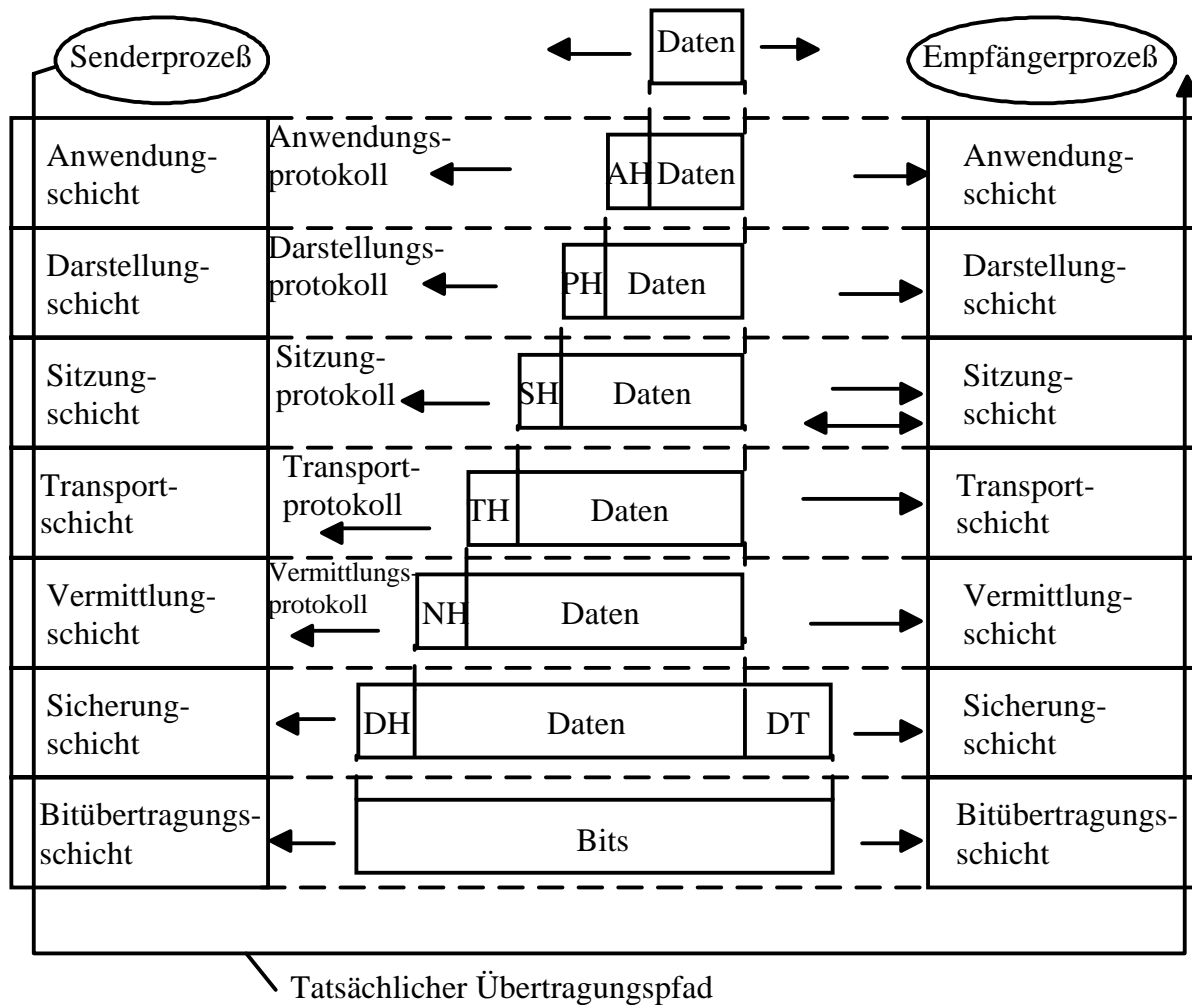 Senderprozeß
Daten
Empfängerprozeß
Anwendung-
schicht
Anwendungs-
protokoll
AH
Daten
Anwendung-
schicht
Darstellung-
schicht
Darstellungs-
protokoll
PH
Daten
Darstellung-
schicht
Sitzung-
schicht
Sitzung-
protokoll
SH
Daten
Sitzung-
schicht
Transport-
schicht
Transport-
protokoll
TH
Daten
Transport-
schicht
Vermittlung-
schicht
Vermittlungs-
protokoll
NH
Daten
Vermittlung-
schicht
Sicherung-
schicht
DH
Daten
DT
Sicherung-
schicht
Bitübertragungs-
schicht
Bits
Bitübertragungs-
schicht
Tatsächlicher Übertragungspfad